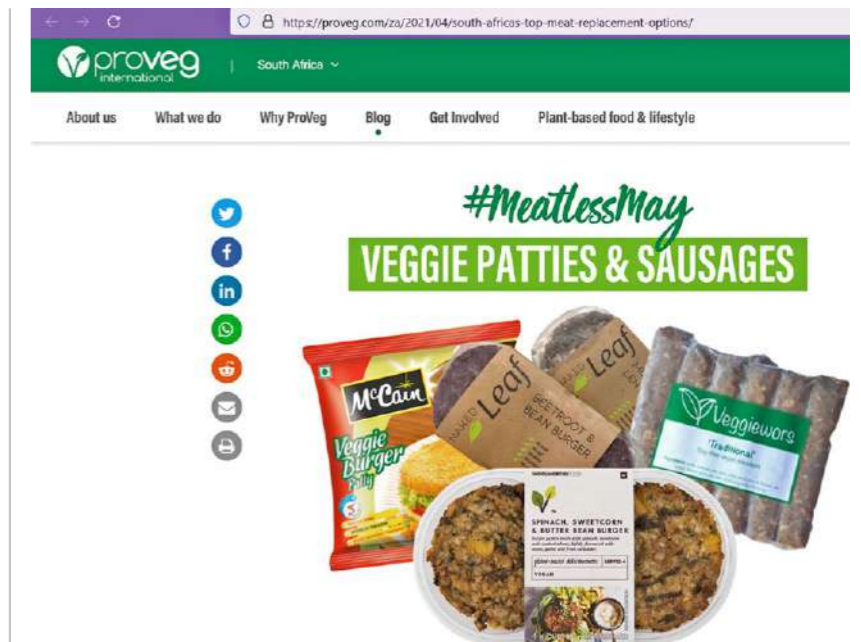 https://proveg.com/za/2021/04/south-africas-top-meat-replacement-options/
proveg
international
South Africa
About us
What we do
Why ProVeg
Blog
Get Involved
Plant-based food & lifestyle
#MeatlessMay
VEGGIE PATTIES & SAUSAGES
McCain
Veggie
Burger
Patty
NAKED
Leaf
BEETROOT &
BEAN BURGER
Leaf
Veggiewors
'Traditional'
SPINACH, SWEETCORN
& BUTTER BEAN BURGER
VEGAN